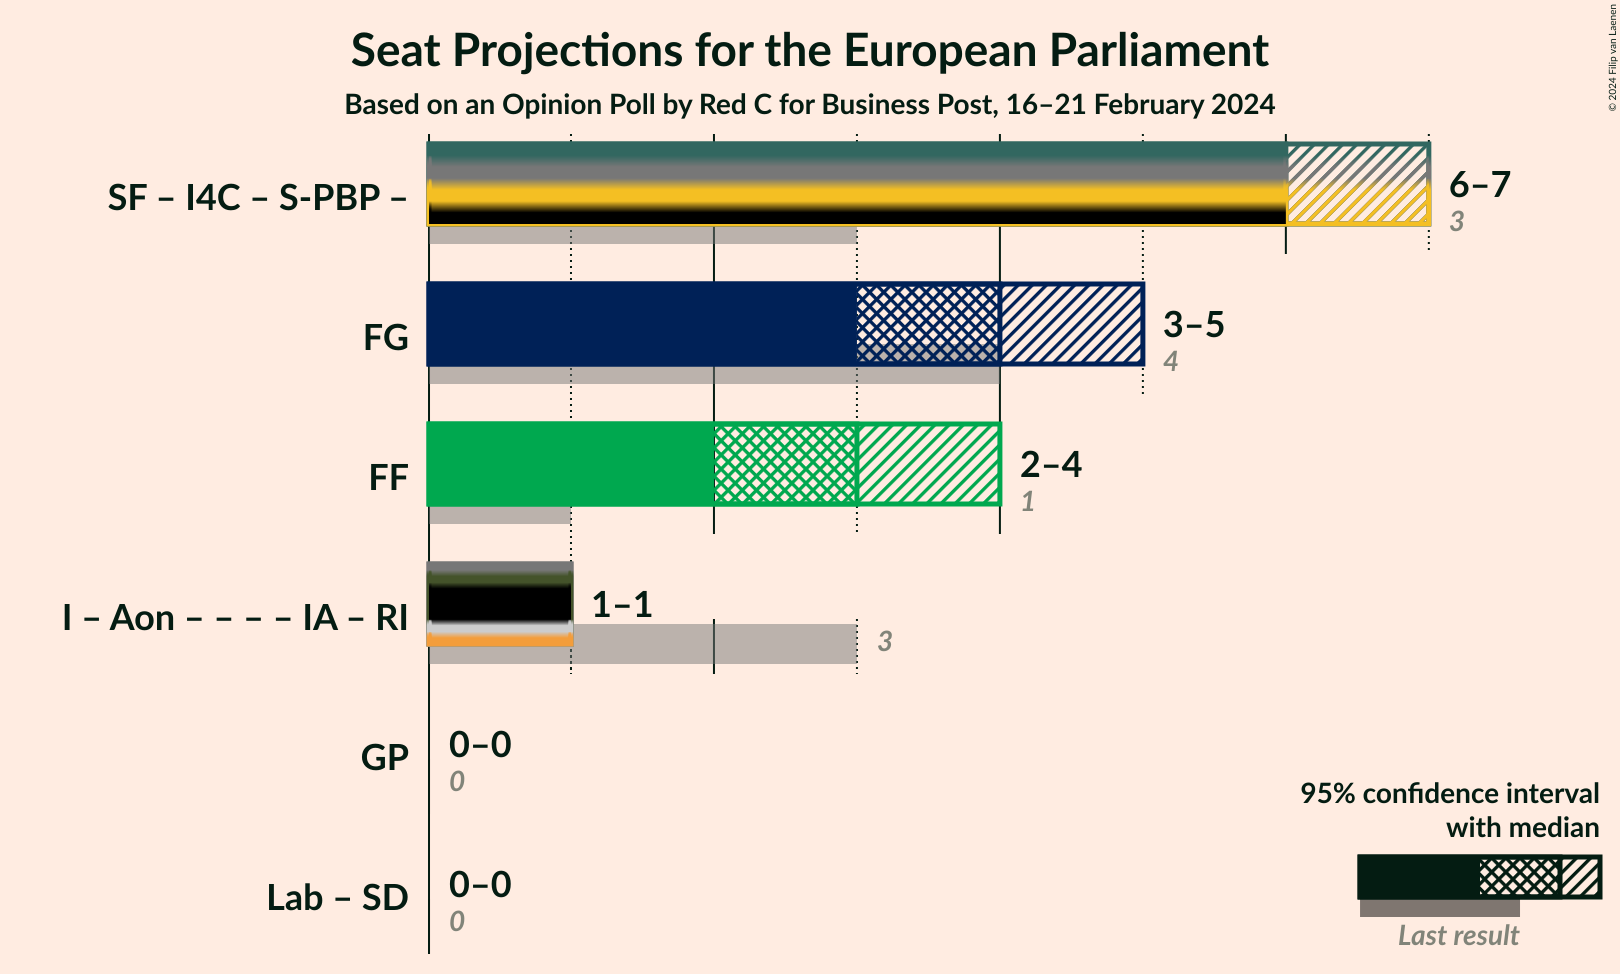 Seat Projections for the European Parliament
Based on an Opinion Poll by Red C for Business Post, 16–21 February 2024
© 2024 Filip van Laenen
SF – I4C – S-PBP –
6–7
3
FG
3–5
4
FF
2–4
1
I – Aon – – – – IA – RI
1–1
3
GP
0–0
0
Lab – SD
0–0
0
95% confidence interval
with median
Last result